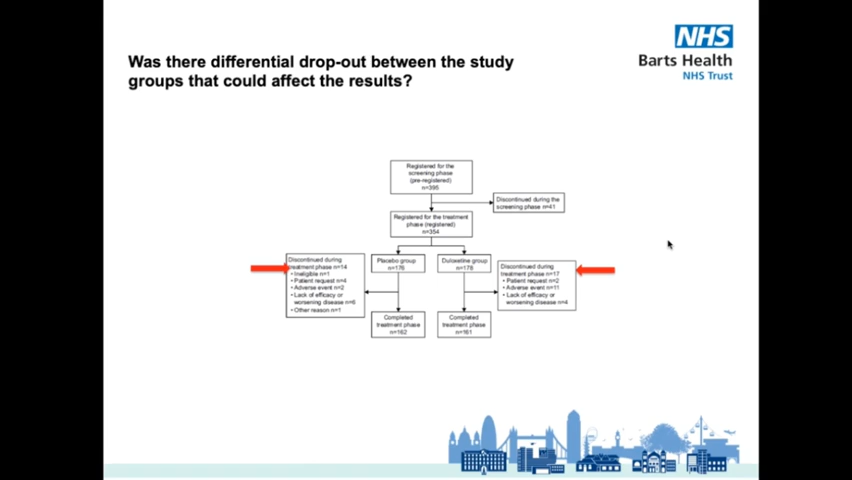 NHS
Barts Health
NHS Trust
Was there differential drop-out between the study
groups that could affect the results?
Registered for the
screening phase
(pre-registered)
n=395
Discontinued during the
screening phase n=41
Registered for the treatment
phase (registered)
n=354
Discontinued during
treatment phase n=14
• Ineligible n=1
• Patient request n=4
• Adverse event n=2
• Lack of efficacy or
worsening disease n=6
• Other reason n=1
Placebo group
n=176
Duloxetine group
n=178
Discontinued during
treatment phase n=17
• Patient request n=2
• Adverse event n=11
• Lack of efficacy or
worsening disease n=4
Completed
treatment phase
n=162
Completed
treatment phase
n=161